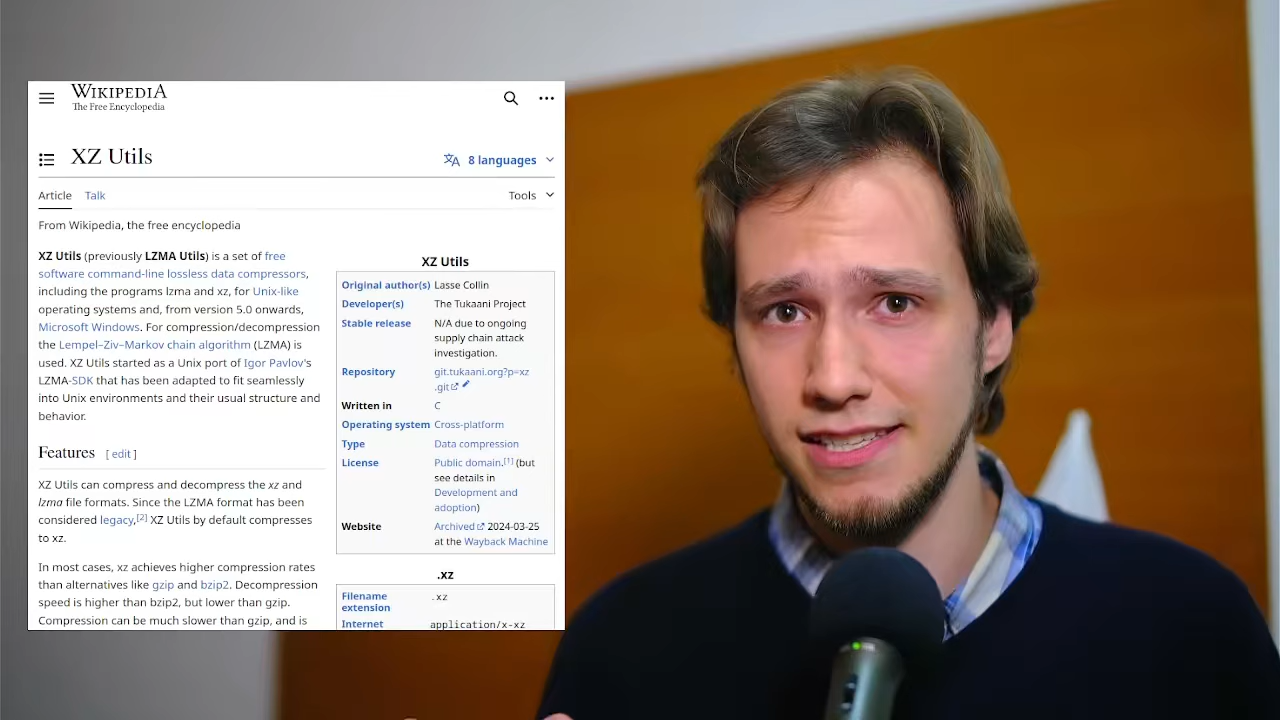 WIKIPEDIA
The Free Encyclopedia
XZ Utils
8 languages
Article Talk
Tools
From Wikipedia, the free encyclopedia
XZ Utils (previously LZMA Utils) is a set of free
software command-line lossless data compressors,
including the programs lzma and xz, for Unix-like
operating systems and, from version 5.0 onwards,
Microsoft Windows. For compression/decompression
the Lempel–Ziv–Markov chain algorithm (LZMA) is
used. XZ Utils started as a Unix port of Igor Pavlov's
LZMA-SDK that has been adapted to fit seamlessly
into Unix environments and their usual structure and
behavior.
Features [ edit ]
XZ Utils can compress and decompress the xz and
lzma file formats. Since the LZMA format has been
considered legacy,[2] XZ Utils by default compresses
to xz.
In most cases, xz achieves higher compression rates
than alternatives like gzip and bzip2. Decompression
speed is higher than bzip2, but lower than gzip.
Compression can be much slower than gzip, and is
XZ Utils
Original author(s) Lasse Collin
Developer(s) The Tukaani Project
Stable release N/A due to ongoing
supply chain attack
investigation.
Repository git.tukaani.org?p=xz
.git
Written in C
Operating system Cross-platform
Type Data compression
License Public domain.[1] (but
see details in
Development and
adoption)
Website Archived 2024-03-25
at the Wayback Machine
.xz
Filename .xz
extension
Internet application/x-xz